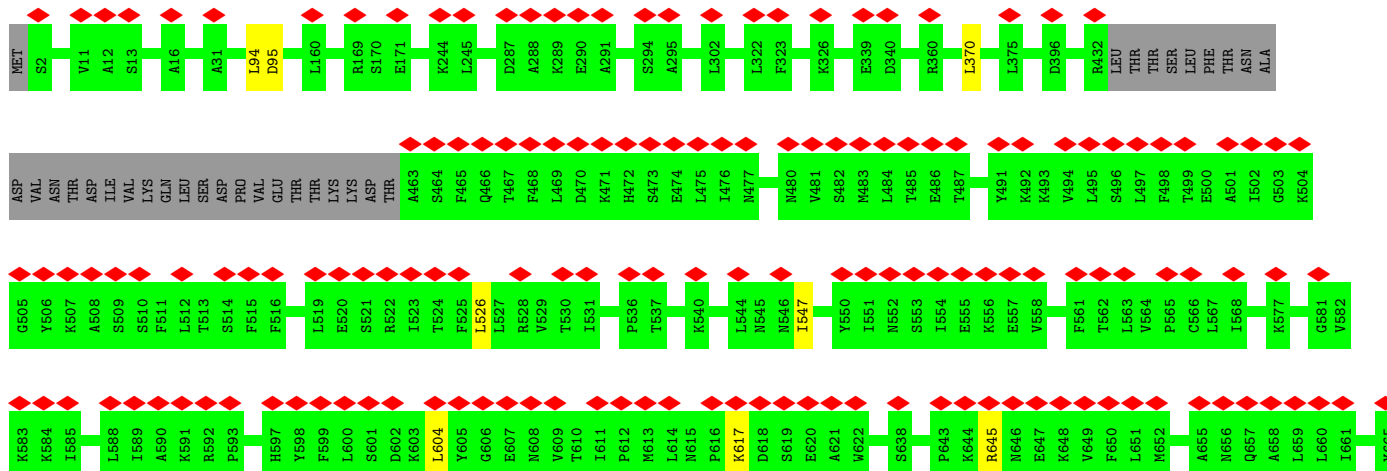 MET S2 V11 A12 S13 A16 A31 L94 D95 L160 R169 S170 E171 K244 L245 D287 A288 K289 E290 A291 S294 A295 L302 L322 F323 K326 E339 D340 R360 L370 L375 D396 R432 LEU THR THR SER LEU PHE THR ASN ALA
ASP VAL ASN THR ASP ILE VAL LYS GLN LEU SER ASP PRO VAL GLU THR THR LYS LYS ASP THR A463 S464 F465 Q466 T467 F468 L469 D470 K471 H472 S473 E474 L475 I476 N477 N480 V481 S482 M483 L484 T485 E486 T487 Y491 K492 K493 V494 L495 S496 L497 F498 T499 E500 A501 I502 G503 K504
G505 Y506 K507 A508 S509 S510 F511 L512 T513 S514 F515 F516 L519 E520 S521 R522 I523 T524 F525 L526 L527 R528 V529 T530 I531 P536 T537 K540 L544 N545 N546 I547 Y550 I551 N552 S553 I554 E555 K556 E557 V558 F561 T562 L563 V564 P565 C566 L567 I568 K577 G581 V582
K583 K584 I585 L588 I589 A590 K591 R592 P593 H597 Y598 F599 L600 S601 D602 K603 L604 Y605 G606 E607 N608 V609 T610 I611 P612 M613 L614 N615 P616 K617 D618 S619 E620 A621 W622 S638 P643 K644 R645 N646 E647 K648 V649 F650 L651 M652 A655 N656 Q657 A658 L659 L660 I661